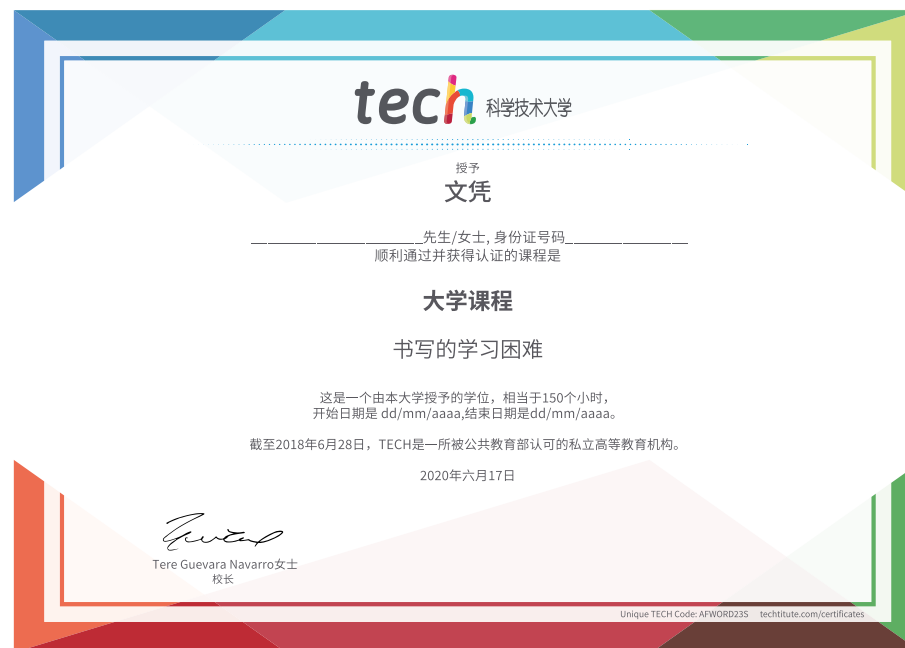 tech 科学技术大学
授予
文凭
________________________先生/女士, 身份证号码_________________
顺利通过并获得认证的课程是
大学课程
书写的学习困难
这是一个由本大学授予的学位，相当于150个小时，
开始日期是 dd/mm/aaaa,结束日期是dd/mm/aaaa。
截至2018年6月28日，TECH是一所被公共教育部认可的私立高等教育机构。
2020年六月17日
Tere Guevara Navarro女士
校长
Unique TECH Code: AFWORD23S techtitute.com/certificates